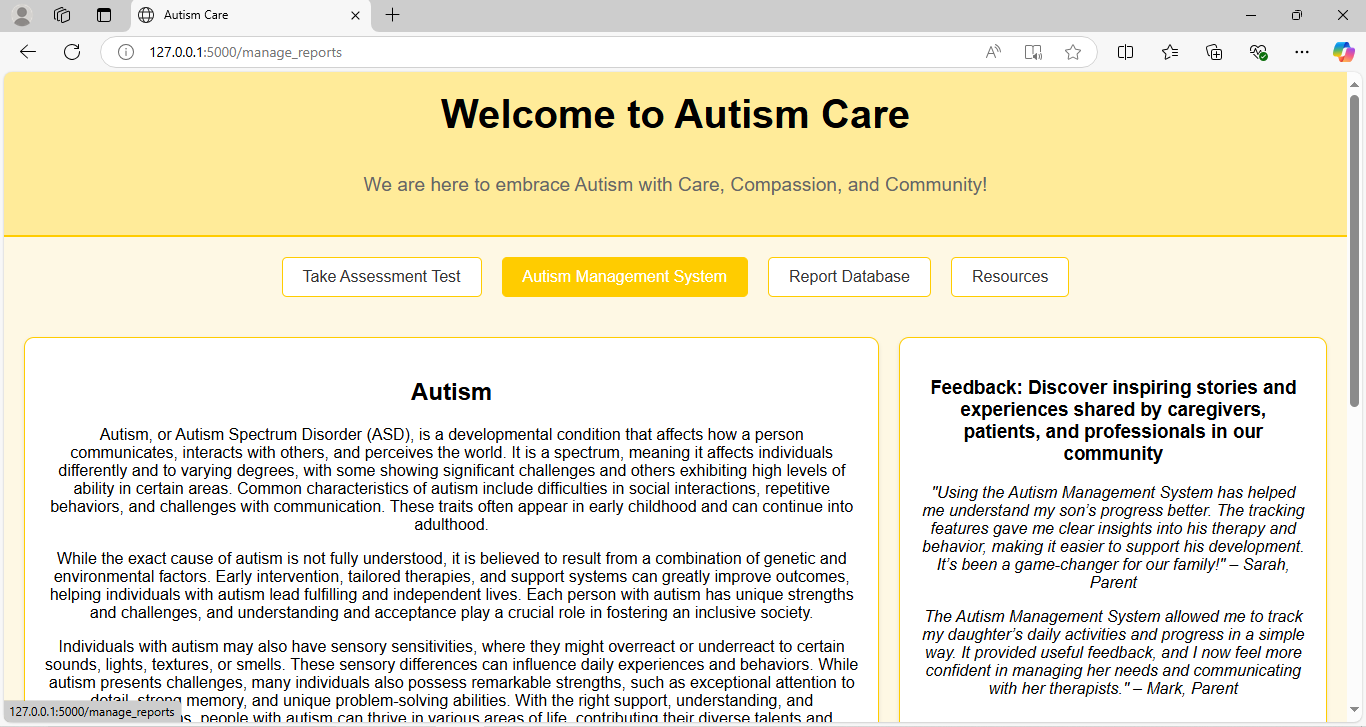 Autism Care
127.0.0.1:5000/manage_reports
Welcome to Autism Care
We are here to embrace Autism with Care, Compassion, and Community!
Take Assessment Test
Autism Management System
Report Database
Resources
Autism
Autism, or Autism Spectrum Disorder (ASD), is a developmental condition that affects how a person
communicates, interacts with others, and perceives the world. It is a spectrum, meaning it affects individuals
differently and to varying degrees, with some showing significant challenges and others exhibiting high levels of
ability in certain areas. Common characteristics of autism include difficulties in social interactions, repetitive
behaviors, and challenges with communication. These traits often appear in early childhood and can continue into
adulthood.
While the exact cause of autism is not fully understood, it is believed to result from a combination of genetic and
environmental factors. Early intervention, tailored therapies, and support systems can greatly improve outcomes,
helping individuals with autism lead fulfilling and independent lives. Each person with autism has unique strengths
and challenges, and understanding and acceptance play a crucial role in fostering an inclusive society.
Individuals with autism may also have sensory sensitivities, where they might overreact or underreact to certain
sounds, lights, textures, or smells. These sensory differences can influence daily experiences and behaviors. While
autism presents challenges, many individuals also possess remarkable strengths, such as exceptional attention to
detail, strong memory, and unique problem-solving abilities. With the right support, understanding, and
people with autism can thrive in various areas of life, contributing their diverse talents and
Feedback: Discover inspiring stories and
experiences shared by caregivers,
patients, and professionals in our
community
"Using the Autism Management System has helped
me understand my son's progress better. The tracking
features gave me clear insights into his therapy and
behavior, making it easier to support his development.
It's been a game-changer for our family!" – Sarah,
Parent
The Autism Management System allowed me to track
my daughter's daily activities and progress in a simple
way. It provided useful feedback, and I now feel more
confident in managing her needs and communicating
with her therapists." – Mark, Parent
127.0.0.1:5000/manage_reports